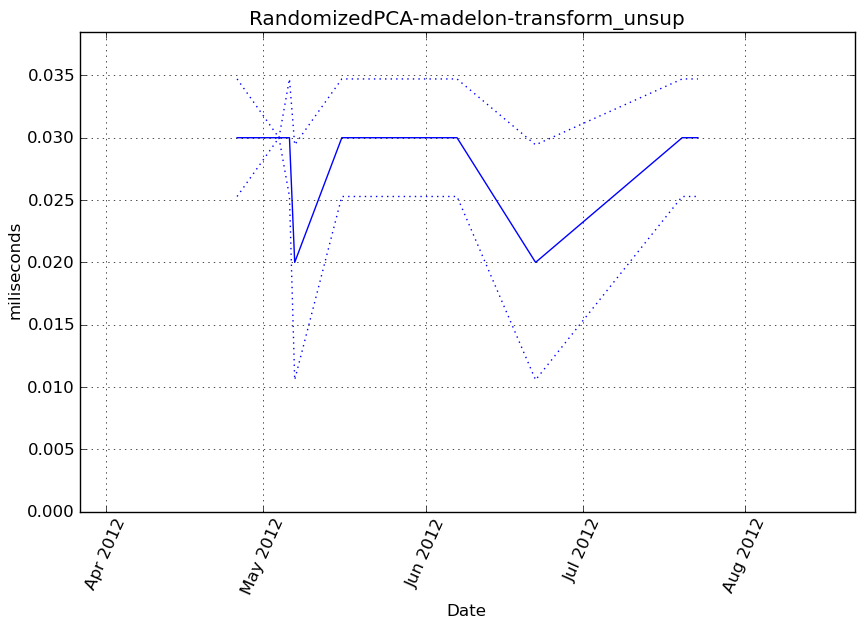 RandomizedPCA-madelon-transform_unsup
0.035
0.030
0.025
0.020
0.015
0.010
0.005
0.000
miliseconds
Apr 2012
May 2012
Jun 2012
Jul 2012
Aug 2012
Date